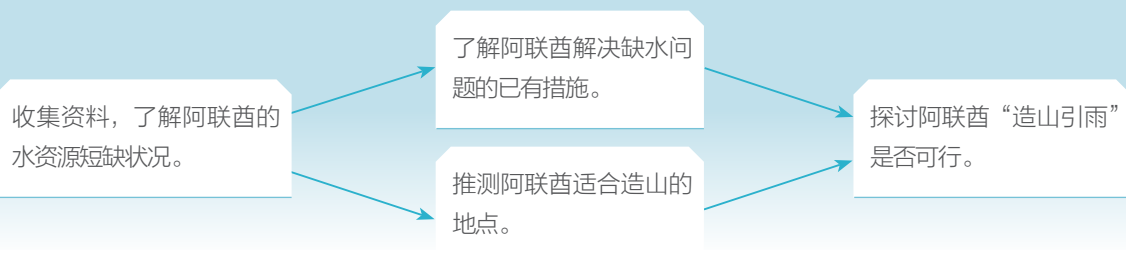 收集资料，了解阿联酋的
水资源短缺状况。
了解阿联酋解决缺水问
题的已有措施。
推测阿联酋适合造山的
地点。
探讨阿联酋“造山引雨”
是否可行。